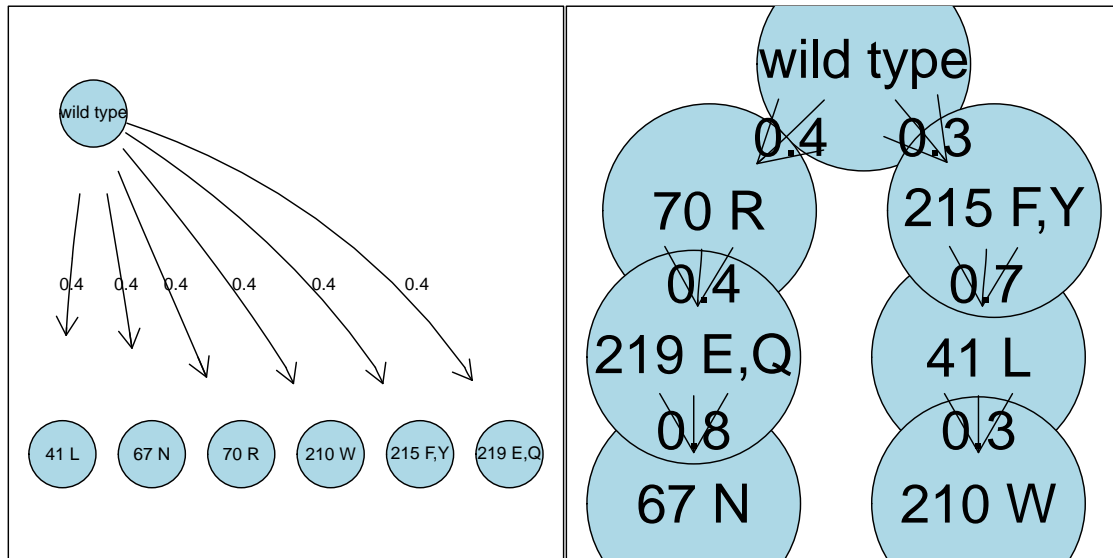 wild type
0.4 0.4 0.4 0.4 0.4 0.4
41 L 67 N 70 R 210 W 215 F,Y 219 E,Q
wild type
0.4 0.3
70 R 215 F,Y
0.4 0.7
219 E,Q 41 L
0.8 0.3
67 N 210 W